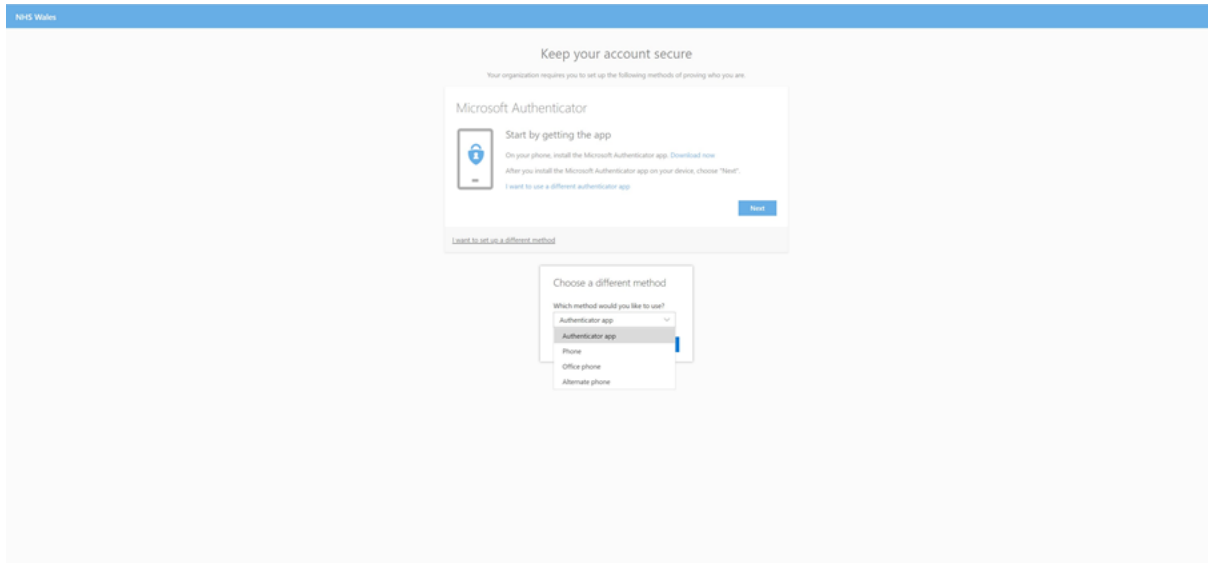 NHS Wales
Keep your account secure
Your organization requires you to set up the following methods of proving who you are
Microsoft Authenticator
Start by getting the app
On your phone, install the Microsoft Authenticator app. Download now
After you install the Microsoft Authenticator app on your device, choose "Next".
I want to use a different authenticator app
Next
I want to set up a different method
Choose a different method
Which method would you like to use?
Authenticator app
Authenticator app
Phone
Office phone
Alternate phone